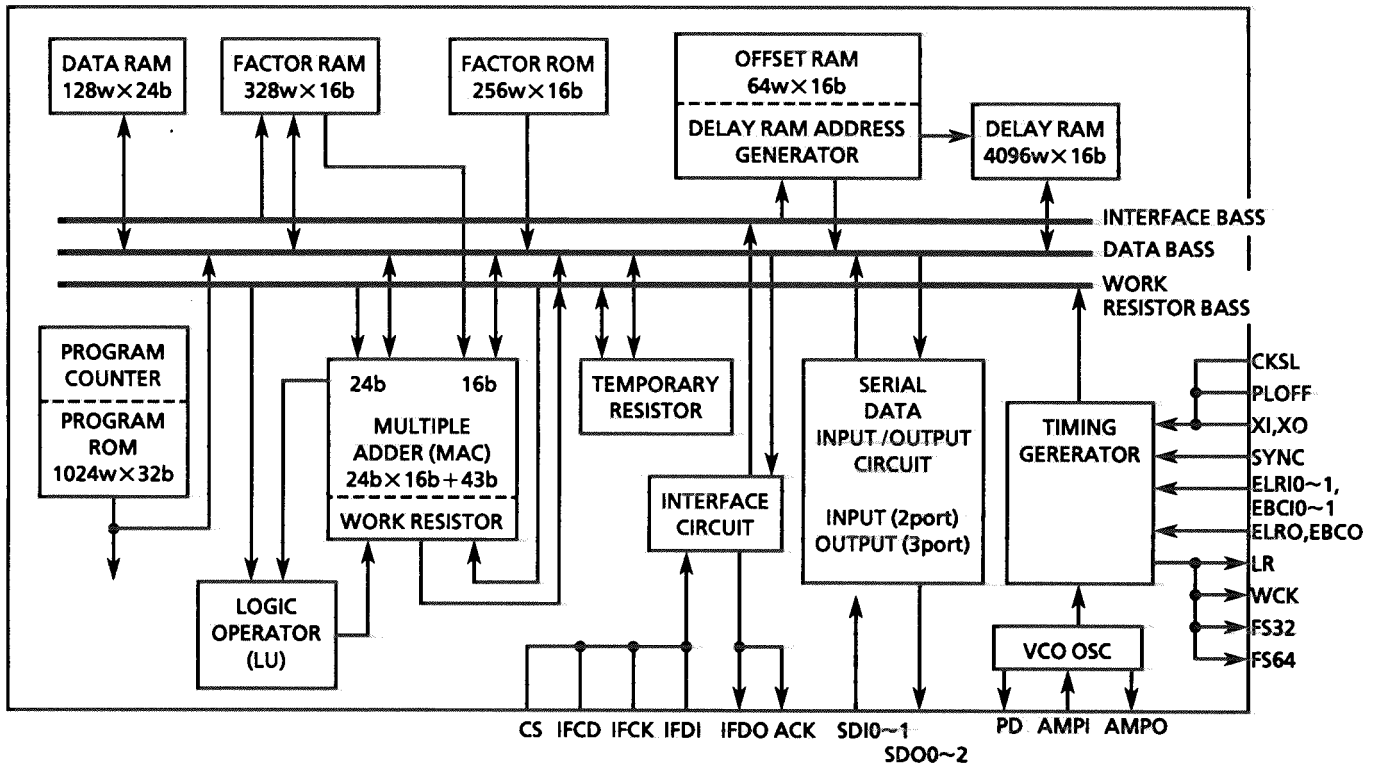 DATA RAM
128w×24b
FACTOR RAM
328w×16b
FACTOR ROM
256w×16b
OFFSET RAM
64w×16b
DELAY RAM ADDRESS
GENERATOR
DELAY RAM
4096w×16b
INTERFACE BASS
DATA BASS
WORK
RESISTOR BASS
PROGRAM
COUNTER
PROGRAM
ROM
1024w×32b
24b 16b
MULTIPLE
ADDER (MAC)
24b×16b+43b
WORK RESISTOR
LOGIC
OPERATOR
(LU)
TEMPORARY
RESISTOR
INTERFACE
CIRCUIT
SERIAL
DATA
INPUT/OUTPUT
CIRCUIT
INPUT (2port)
OUTPUT (3port)
TIMING
GERERATOR
VCO OSC
CKSL
PLOFF
XI,XO
SYNC
ELRI0~1,
EBCI0~1
ELRO,EBCO
LR
WCK
FS32
FS64
CS IFCD IFCK IFDI IFDO ACK SDI0~1
SDO0~2
PD AMPI AMPO